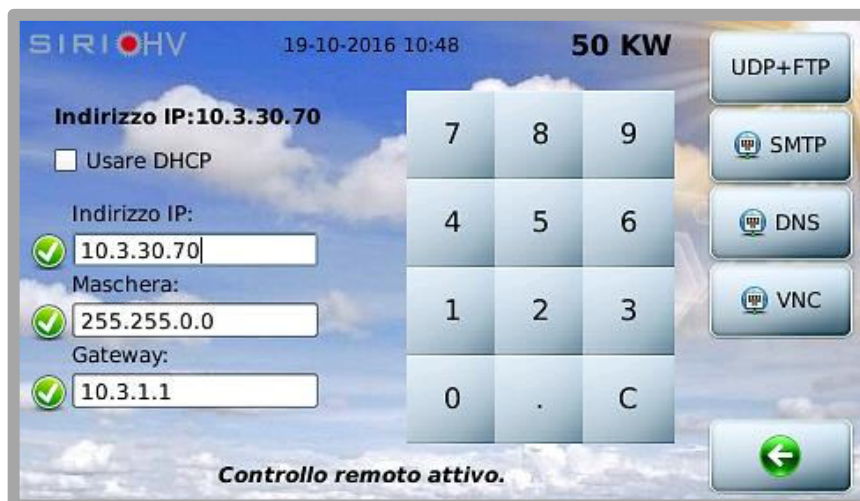 SIRIO HV 19-10-2016 10:48 50 KW
UDP+FTP
Indirizzo IP:10.3.30.70
Usare DHCP
Indirizzo IP:
10.3.30.70
Maschera:
255.255.0.0
Gateway:
10.3.1.1
7 8 9
4 5 6
1 2 3
0 . C
SMTP
DNS
VNC
Controllo remoto attivo.